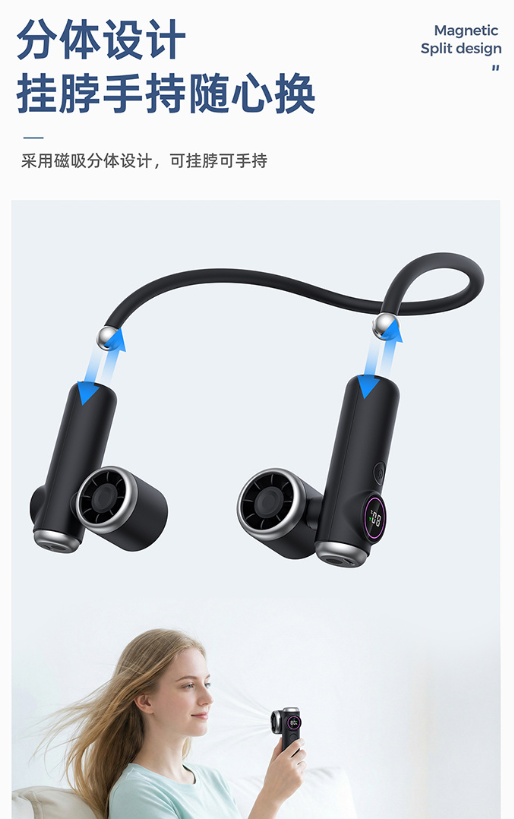 分体设计
挂脖手持随心换
Magnetic
Split design
"
采用磁吸分体设计，可挂脖可手持